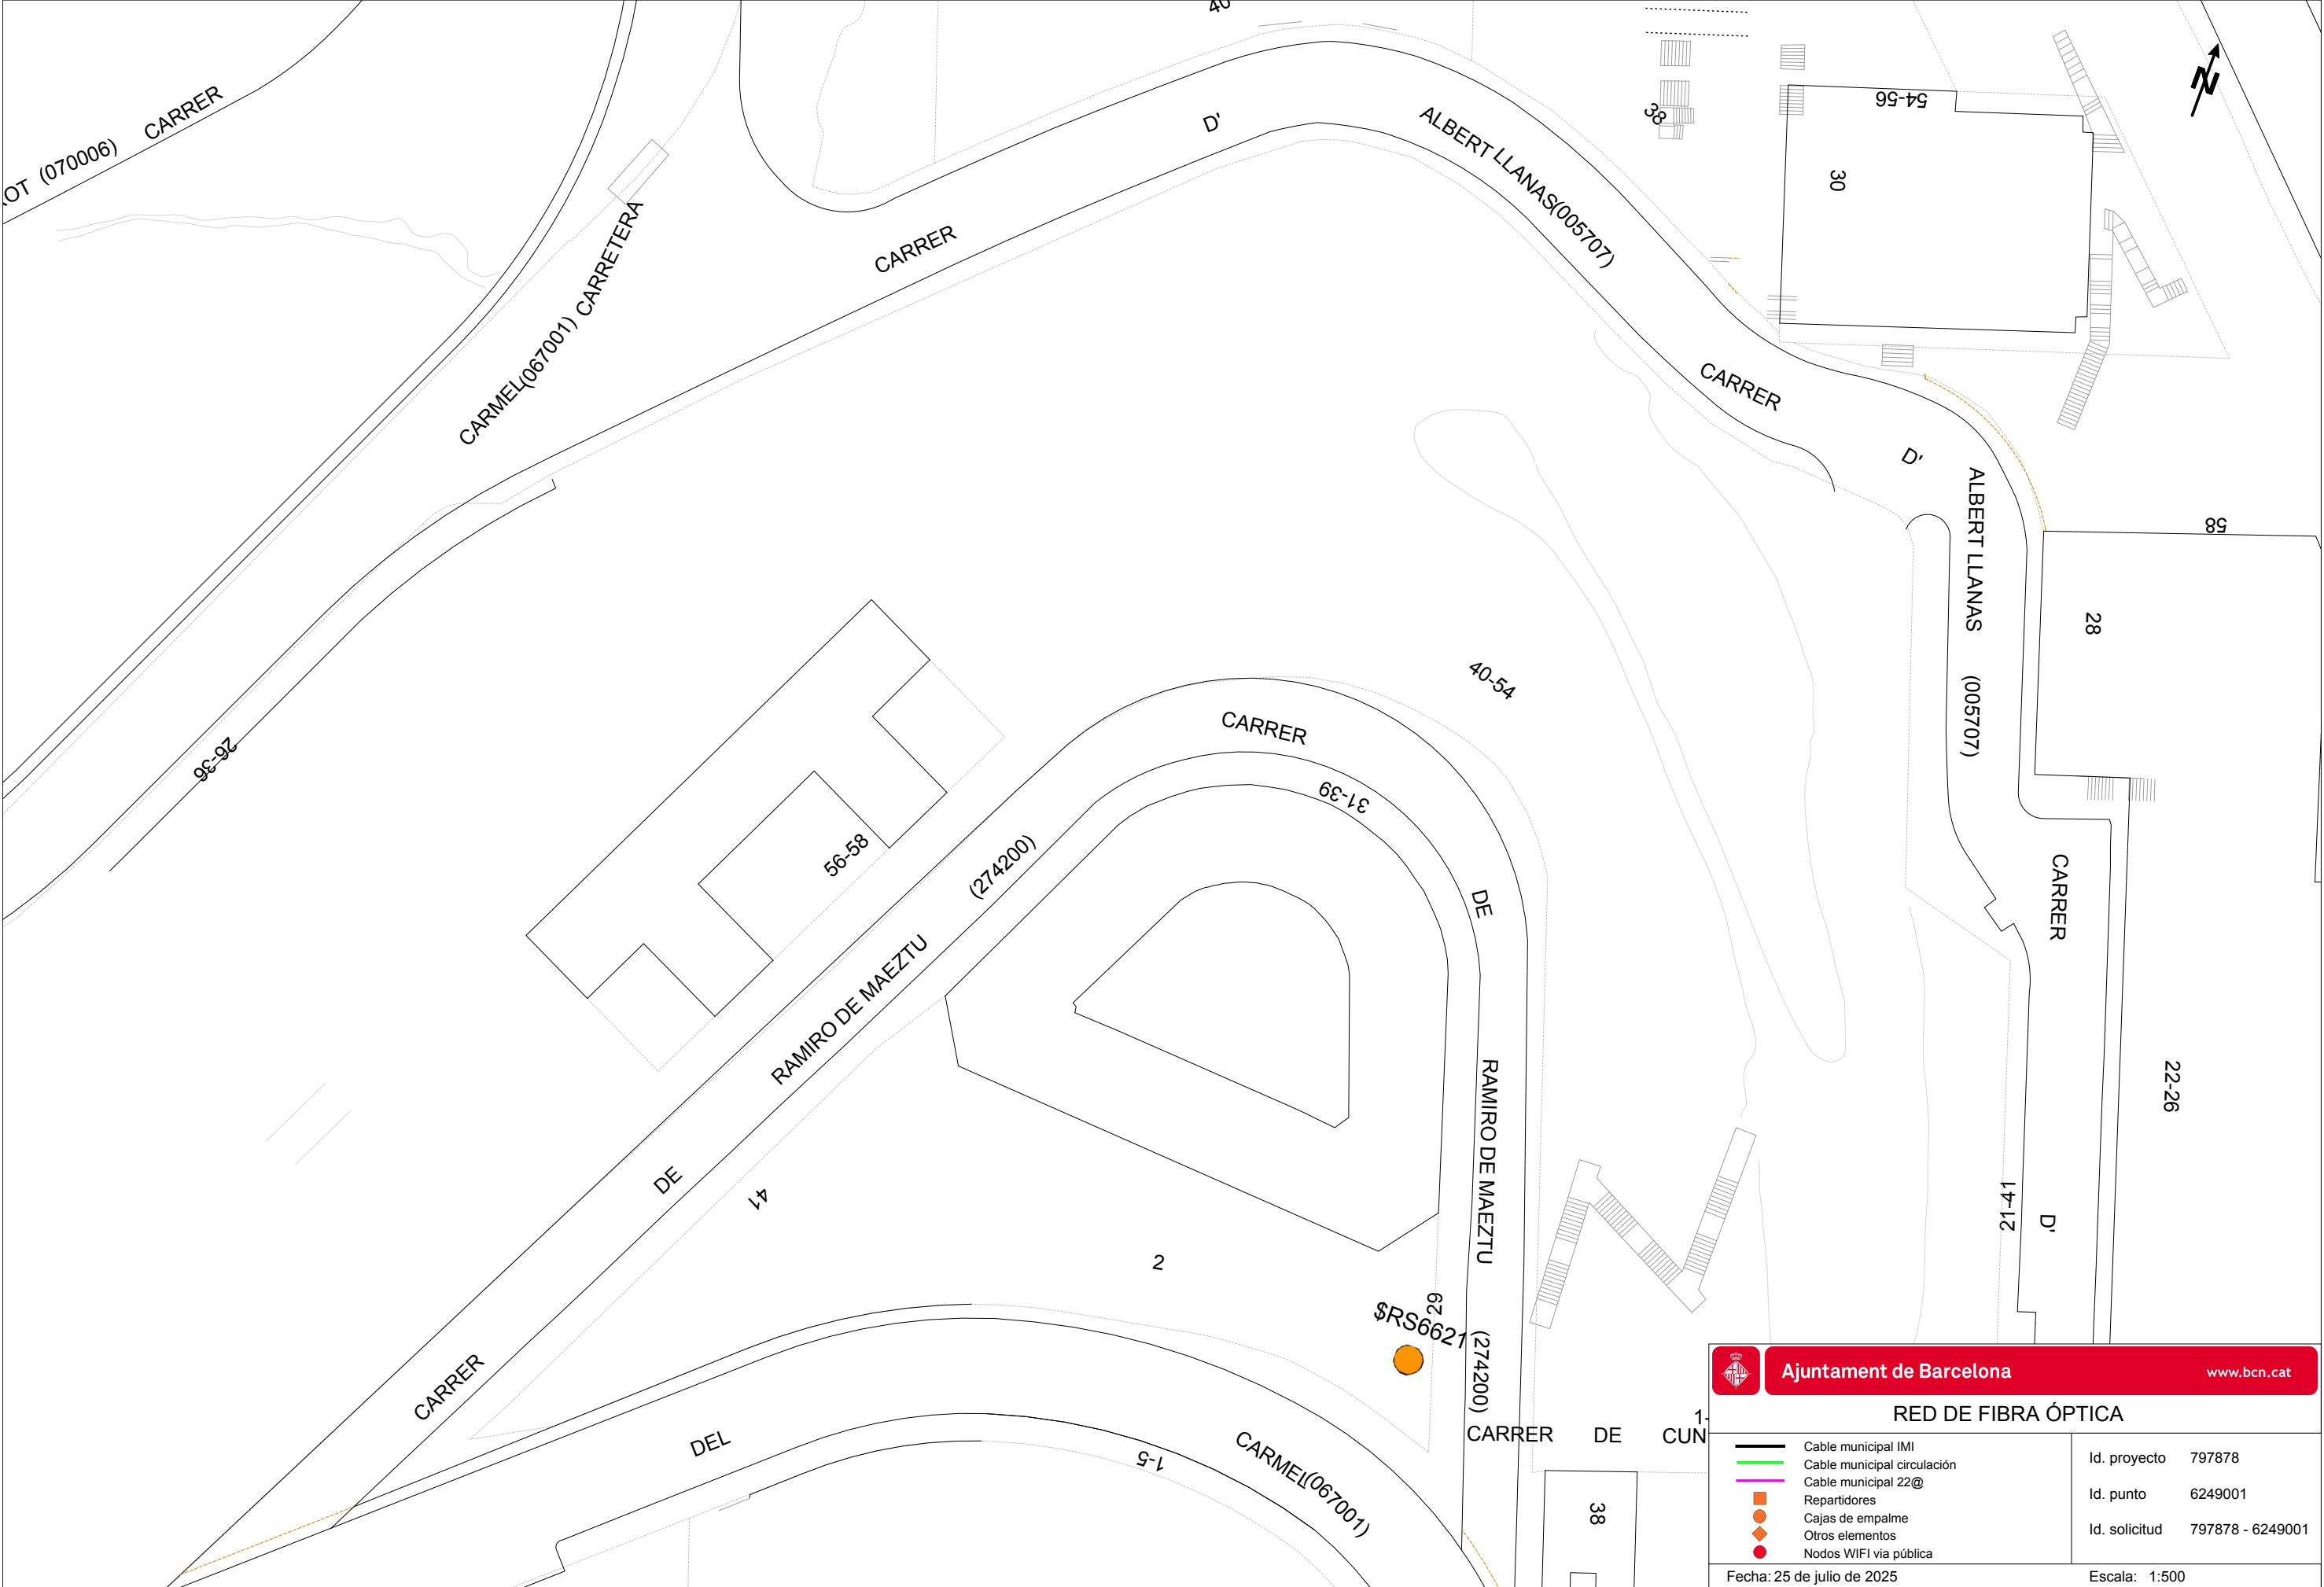 40
CARRER
(070006)
D'
ALBERT LLANAS(005707)
38
54-56
30
N
CARRETERA
CARMEL(067001)
CARRER
CARRER
D'
ALBERT LLANAS
(005707)
58
28
40-54
26-36
CARRER
31-39
56-58
(274200)
DE
CARRER
RAMIRO DE MAEZTU
RAMIRO DE MAEZTU
22-26
DE
41
21-41
D'
2
29
$RS6621
(274200)
CARRER
DEL
CARMEL(067001)
1-5
CARRER DE
38
Ajuntament de Barcelona
www.bcn.cat
RED DE FIBRA ÓPTICA
Cable municipal IMI
Cable municipal circulación
Cable municipal 22@
Repartidores
Cajas de empalme
Otros elementos
Nodos WIFI via pública
Id. proyecto 797878
Id. punto 6249001
Id. solicitud 797878 - 6249001
Fecha: 25 de julio de 2025
Escala: 1:500